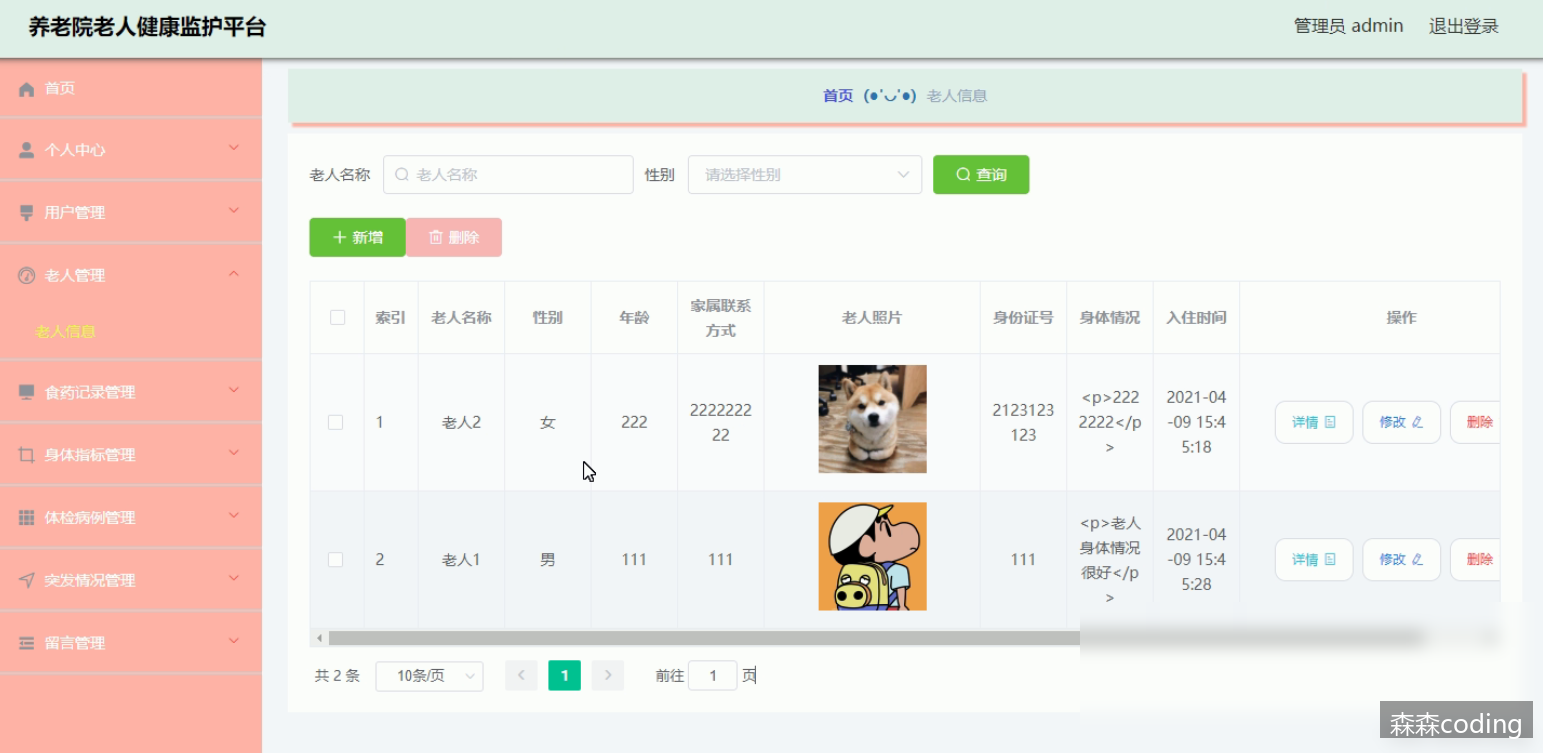 养老院老人健康监护平台
管理员 admin
退出登录
首页
个人中心
用户管理
老人管理
老人信息
食药记录管理
身体指标管理
体检病例管理
突发情况管理
留言管理
首页 (●'◡'●) 老人信息
老人名称 老人名称 性别 请选择性别 查询
新增 删除
索引 老人名称 性别 年龄 家属联系
方式
老人照片 身份证号 身体情况 入住时间 操作
1 老人2 女 222 2222222
22
2123123
123
<p>222
2222</p
>
2021-04
-09 15:4
5:18
详情 修改 删除
2 老人1 男 111 111 111
<p>老人
身体情况
很好</p
>
2021-04
-09 15:4
5:28
详情 修改 删除
共 2 条 10条/页 1 前往 1 页
森森coding